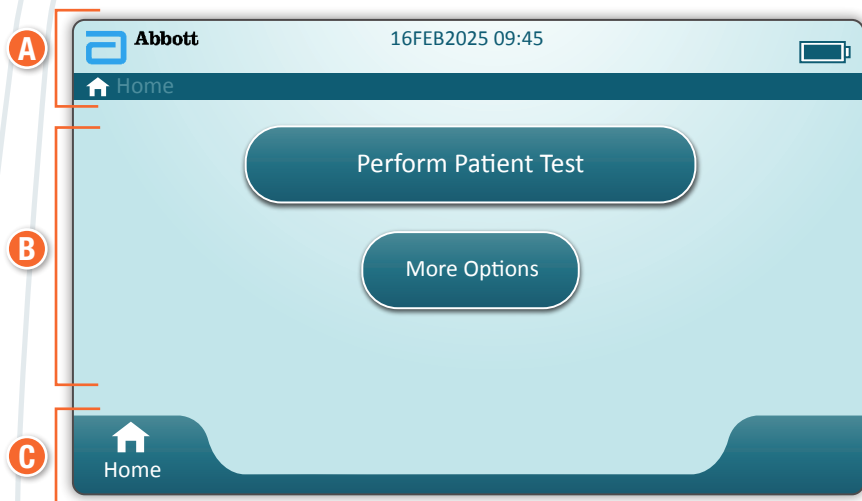 A
Abbott
16FEB2025 09:45
Home
B
Perform Patient Test
More Options
C
Home